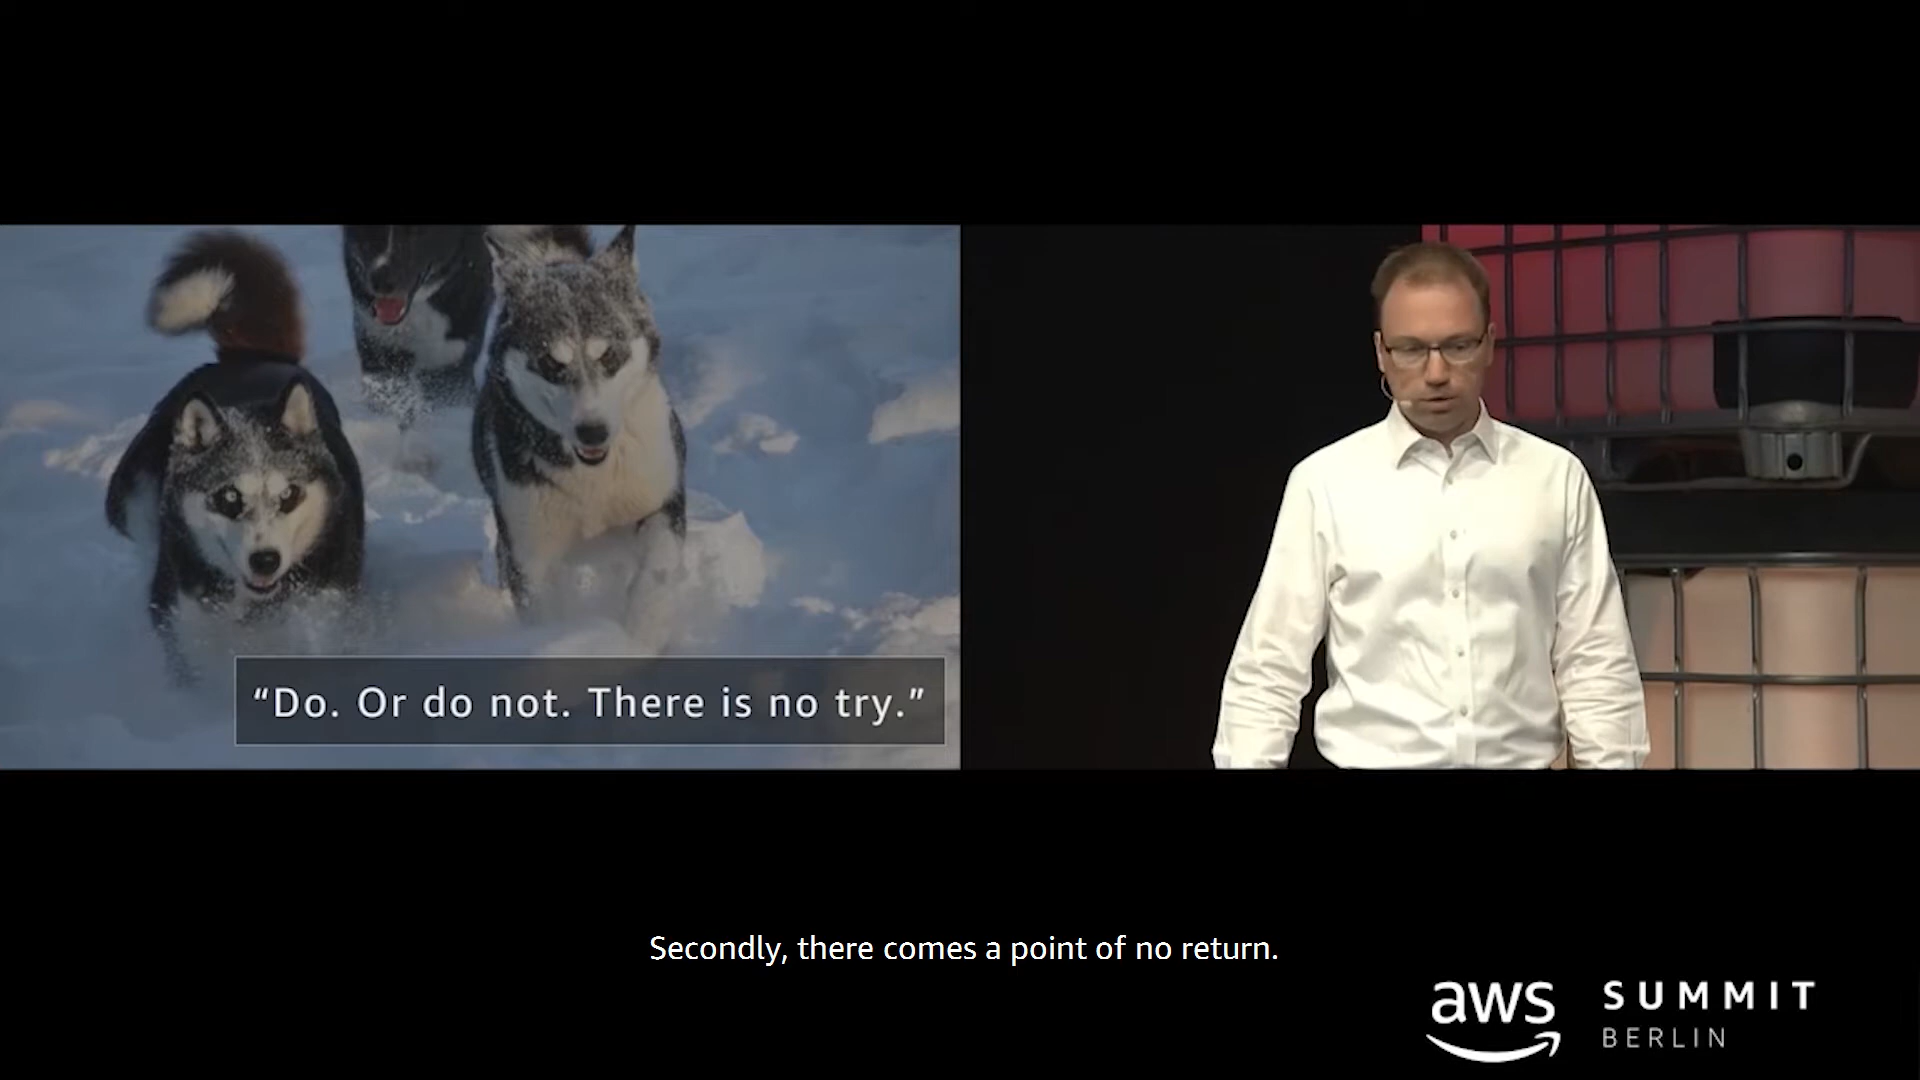 “Do. Or do not. There is no try.”
Secondly, there comes a point of no return.
aws SUMMIT
BERLIN